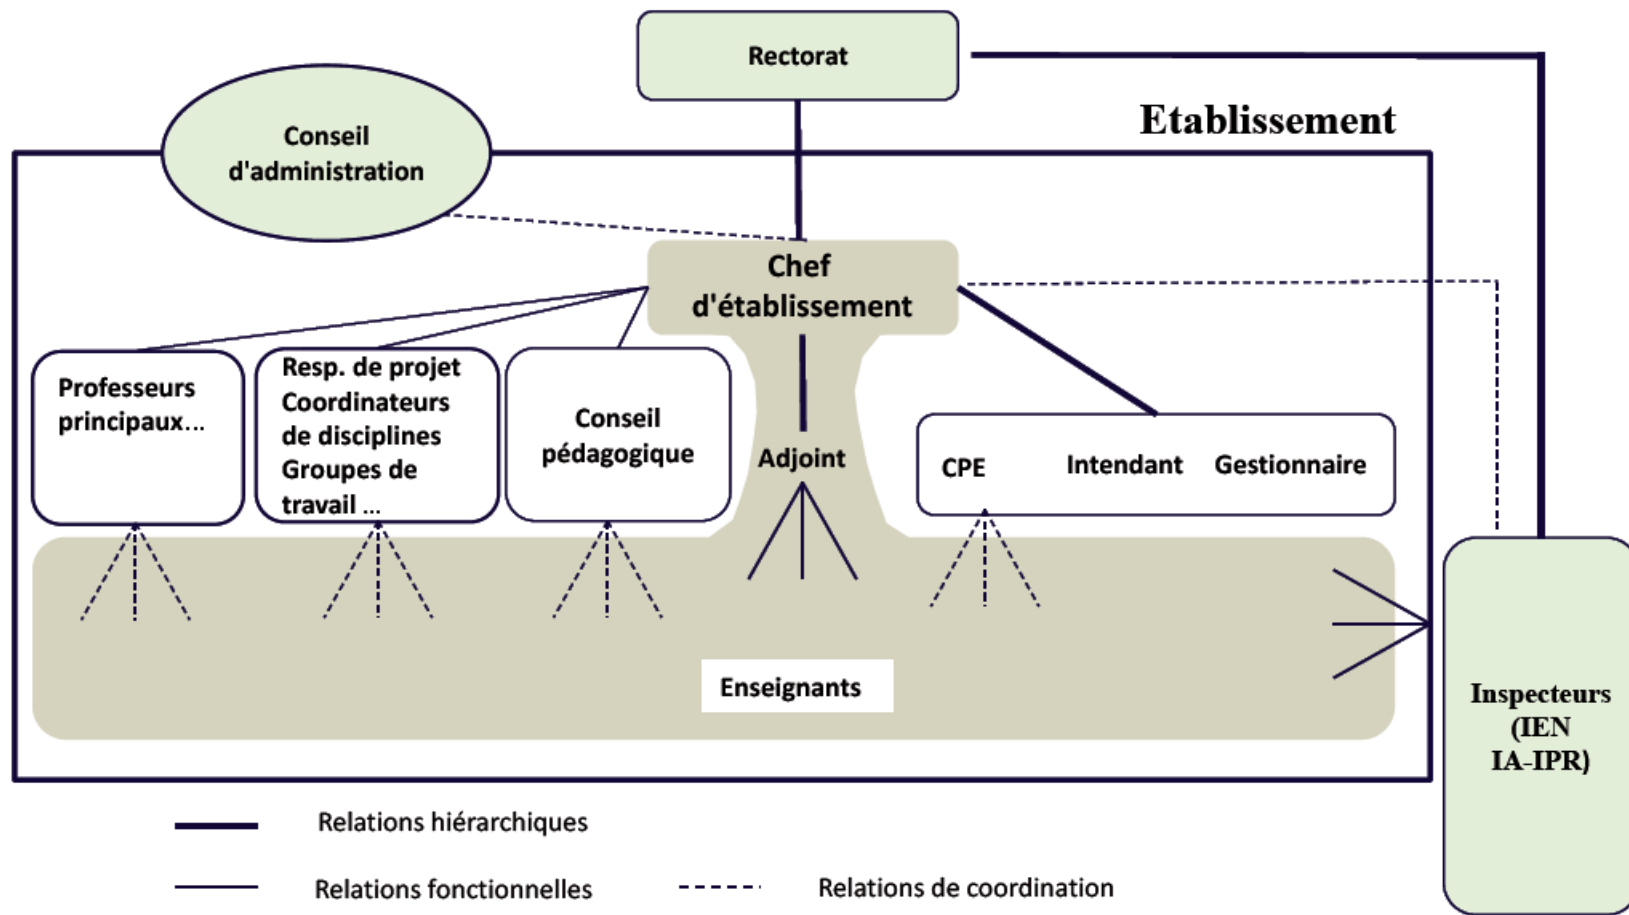 Rectorat
Etablissement
Conseil
d'administration
Chef
d'établissement
Professeurs
principaux...
Resp. de projet
Coordinateurs
de disciplines
Groupes de
travail ...
Conseil
pédagogique
Adjoint
CPE Intendant Gestionnaire
Enseignants
Inspecteurs
(IEN
IA-IPR)
Relations hiérarchiques
Relations fonctionnelles
Relations de coordination